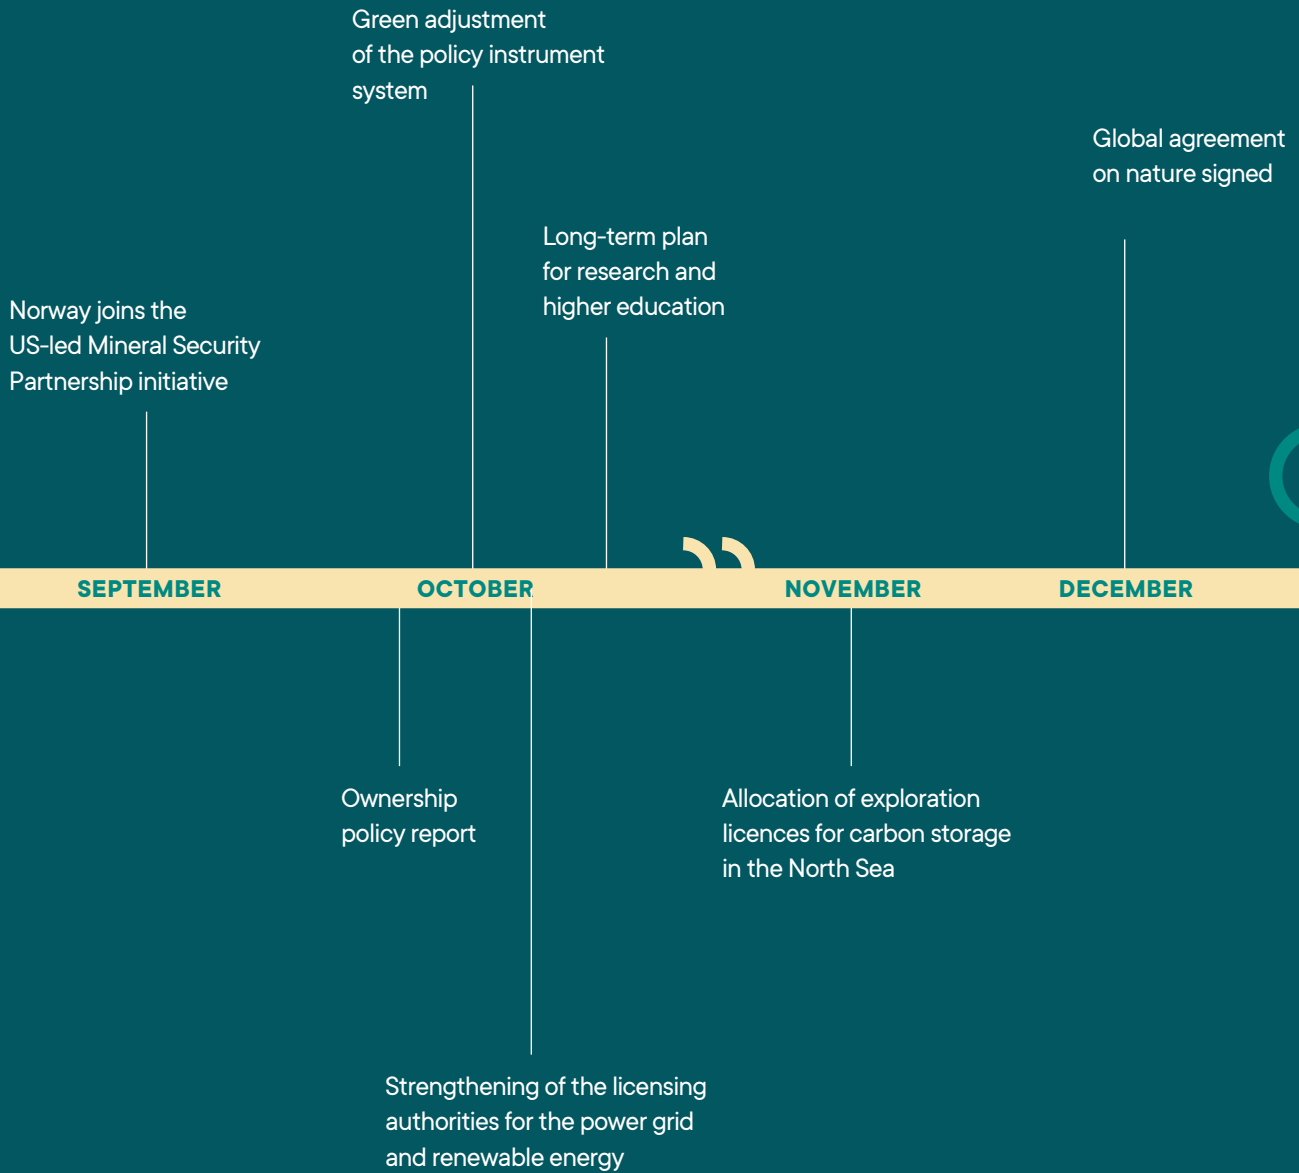 Green adjustment
of the policy instrument
system
Global agreement
on nature signed
Long-term plan
for research and
higher education
Norway joins the
US-led Mineral Security
Partnership initiative
SEPTEMBER
OCTOBER
NOVEMBER
DECEMBER
Ownership
policy report
Allocation of exploration
licences for carbon storage
in the North Sea
Strengthening of the licensing
authorities for the power grid
and renewable energy